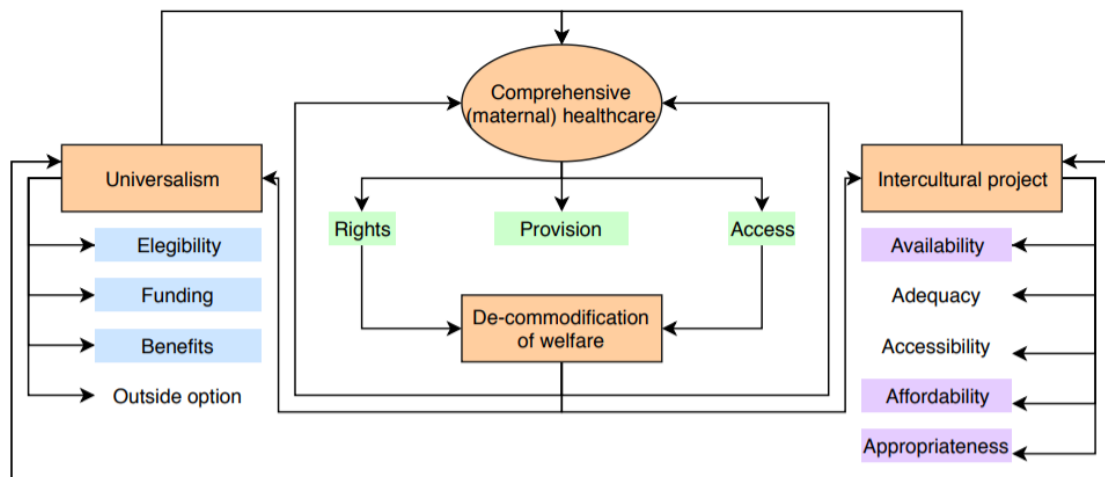 Comprehensive
(maternal) healthcare
Universalism
Intercultural project
Rights
Provision
Access
Elegibility
Funding
Benefits
Outside option
De-commodification
of welfare
Availability
Adequacy
Accessibility
Affordability
Appropriateness